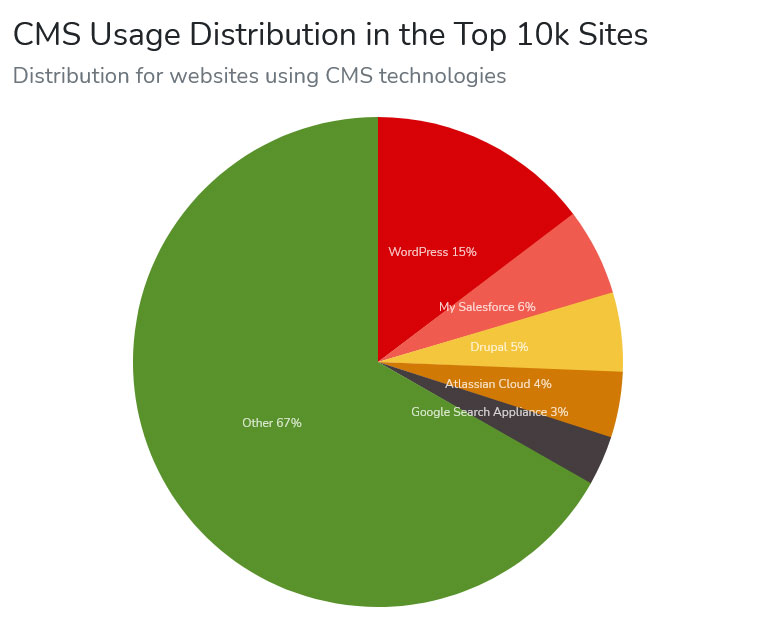 CMS Usage Distribution in the Top 10k Sites
Distribution for websites using CMS technologies
WordPress 15%
My Salesforce 6%
Drupal 5%
Atlassian Cloud 4%
Google Search Appliance 3%
Other 67%